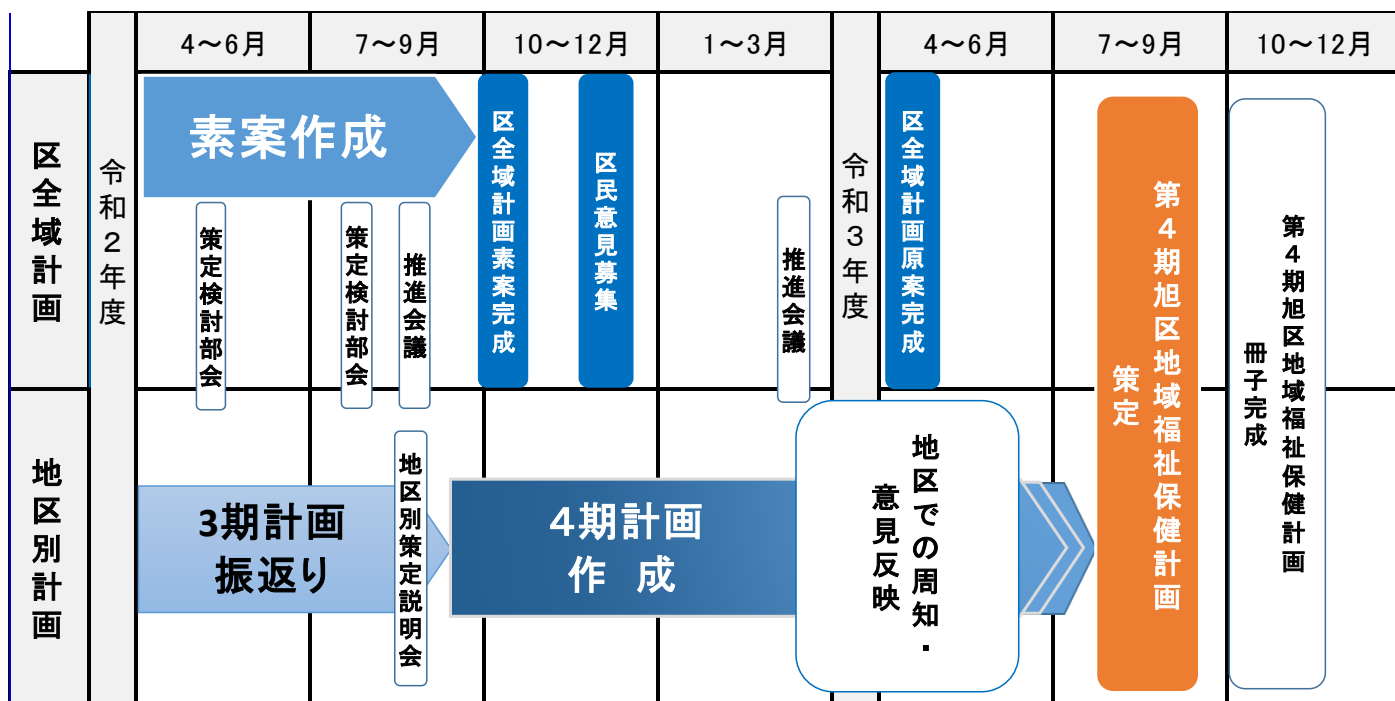 4～6月
7～9月
10～12月
1～3月
4～6月
7～9月
10～12月
令和２年度
令和３年度
区全域計画
素案作成
策定検討部会
策定検討部会
推進会議
区全域計画素案完成
区民意見募集
推進会議
区全域計画原案完成
第４期旭区地域福祉保健計画
策定
第４期旭区地域福祉保健計画
冊子完成
地区別計画
3期計画
振返り
地区別策定説明会
４期計画
作 成
地区での周知・
意見反映